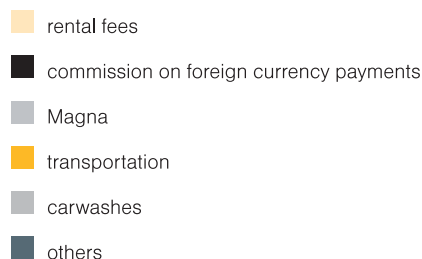 rental fees
commission on foreign currency payments
Magna
transportation
carwashes
others